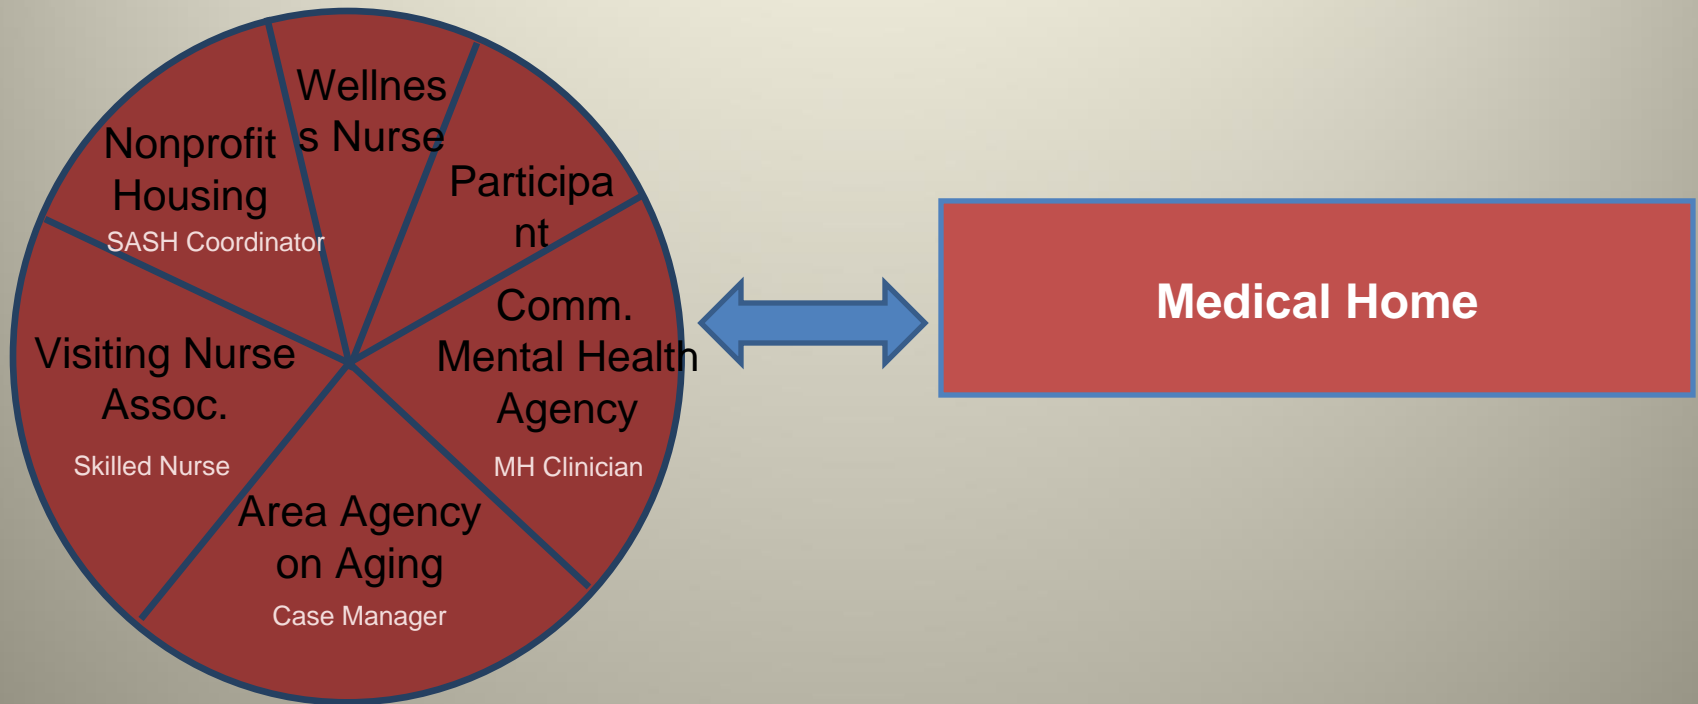 Wellnes
s Nurse
Nonprofit
Housing
SASH Coordinator
Participa
nt
Comm.
Mental Health
Agency
MH Clinician
Visiting Nurse
Assoc.
Skilled Nurse
Area Agency
on Aging
Case Manager
Medical Home